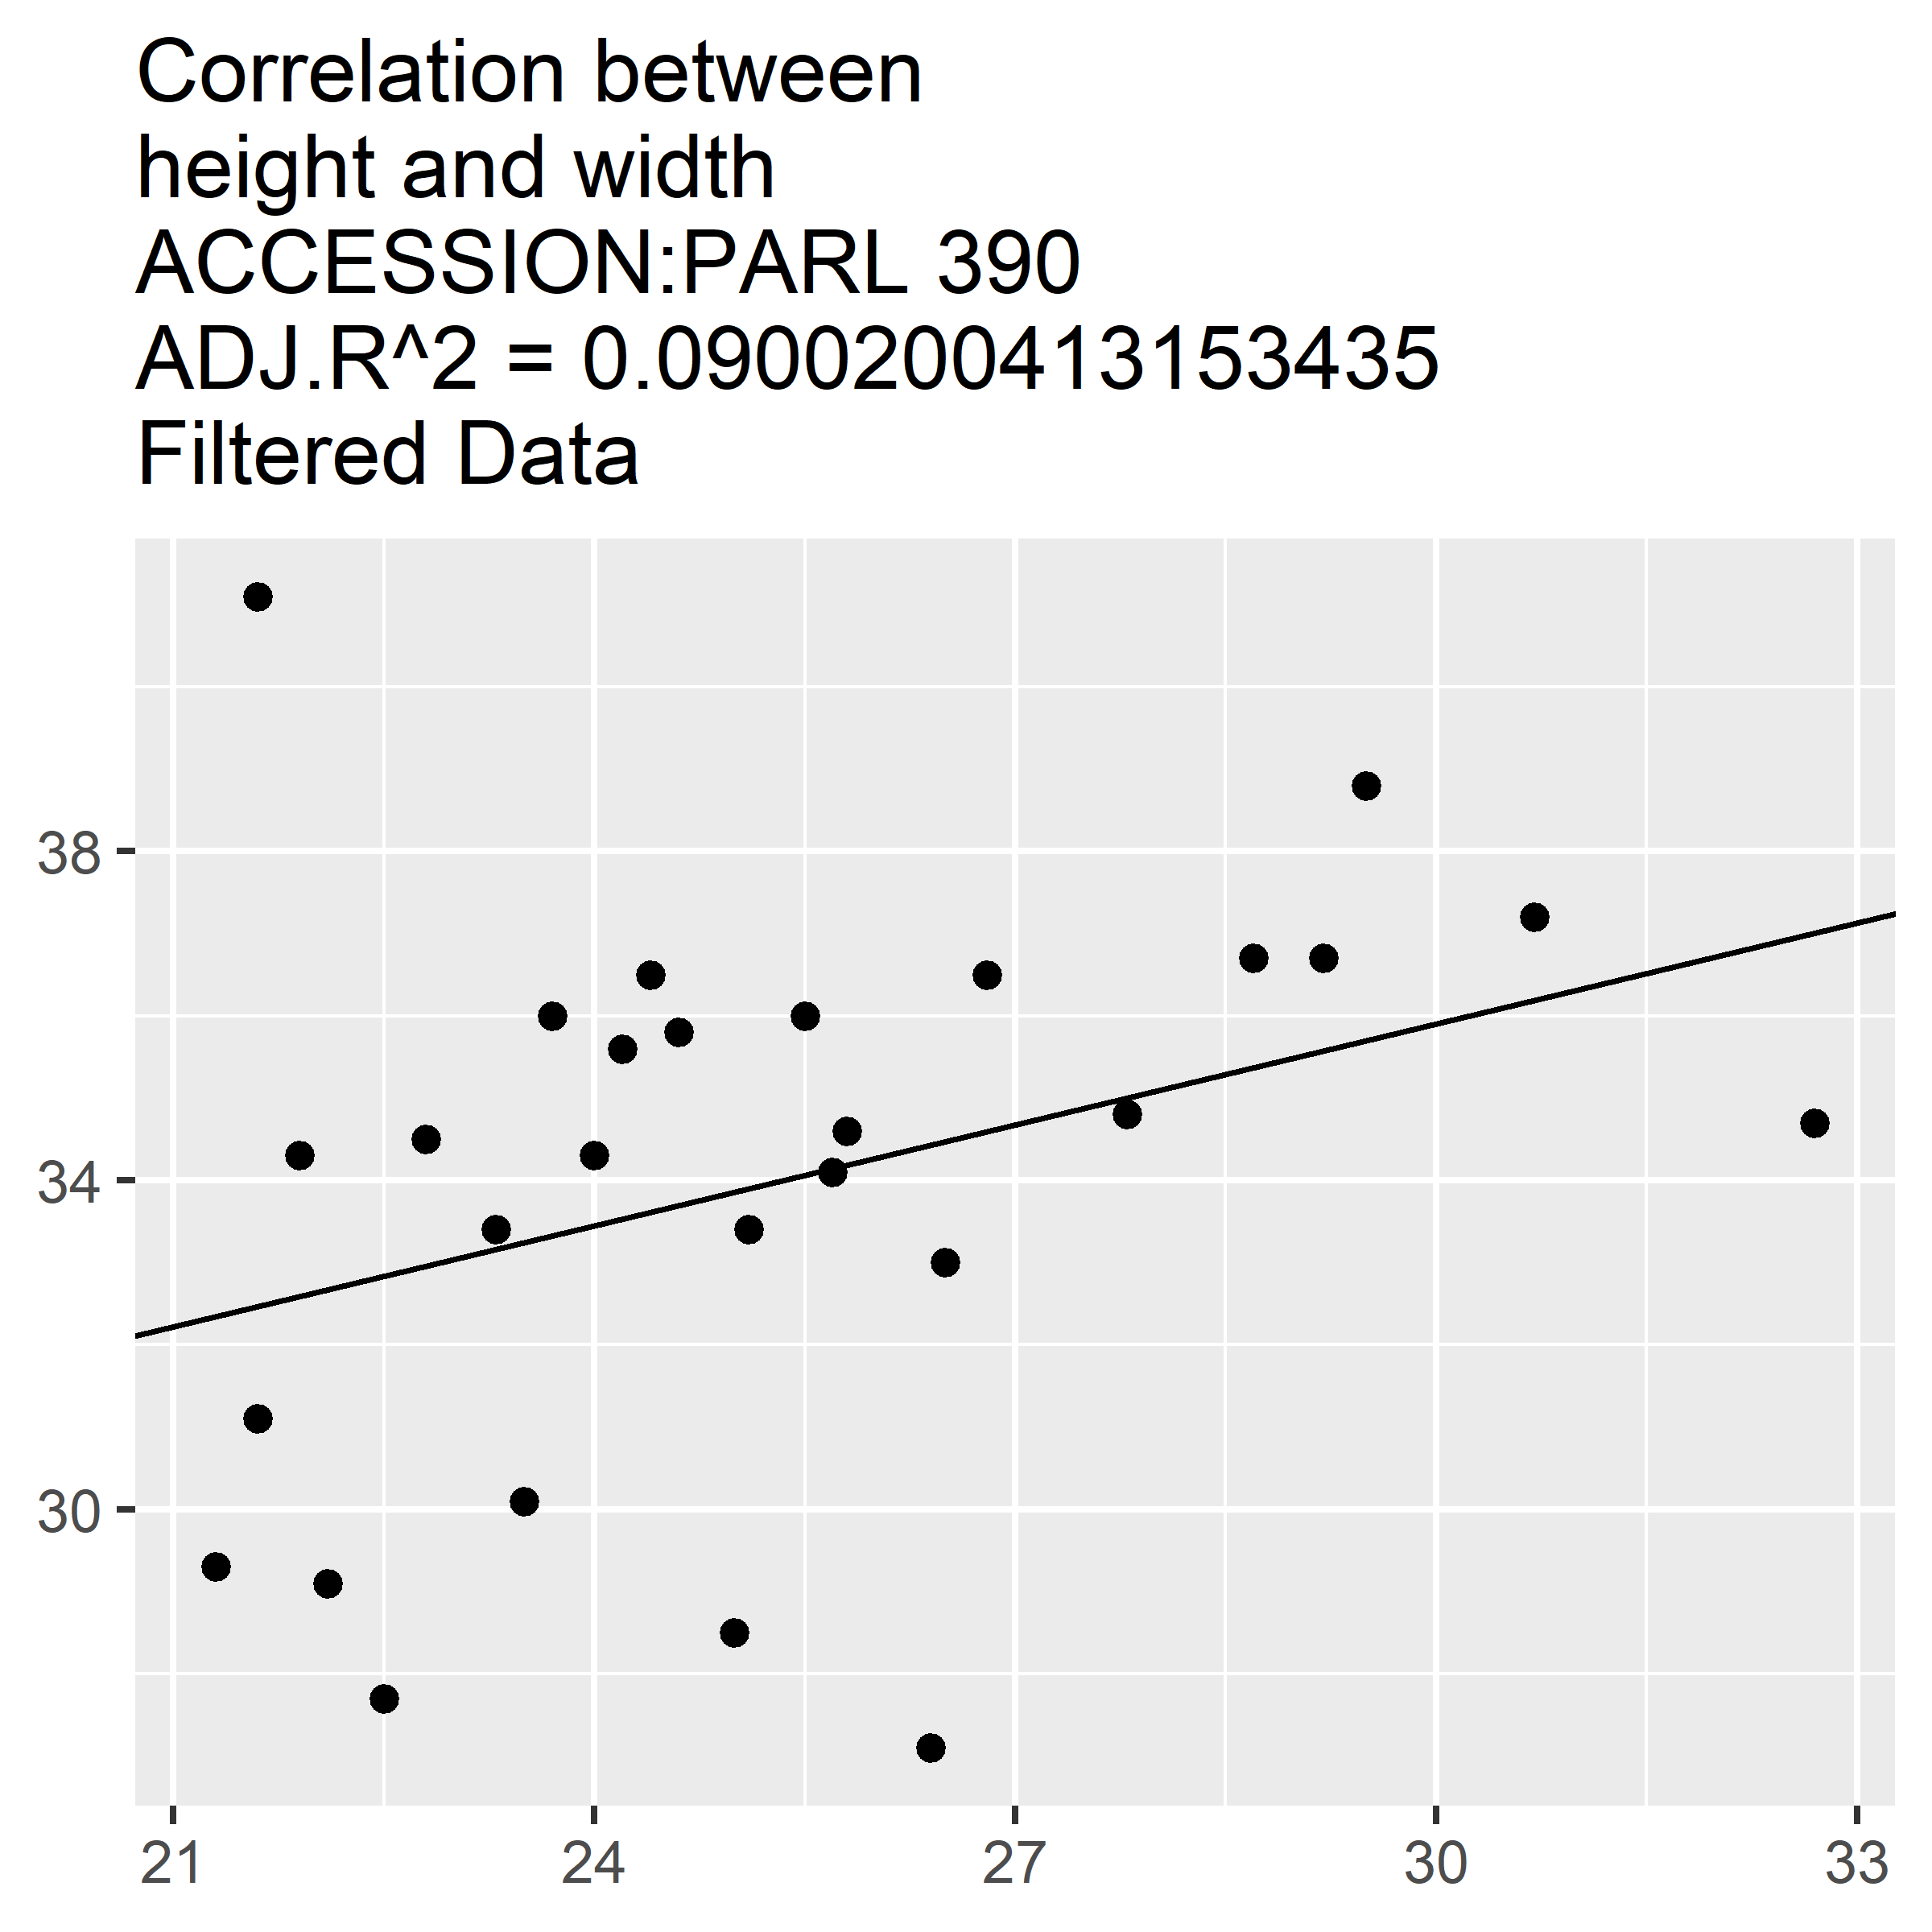 Correlation between
height and width
ACCESSION:PARL 390
ADJ.R^2 = 0.0900200413153435
Filtered Data
38
34
30
21 24 27 30 33